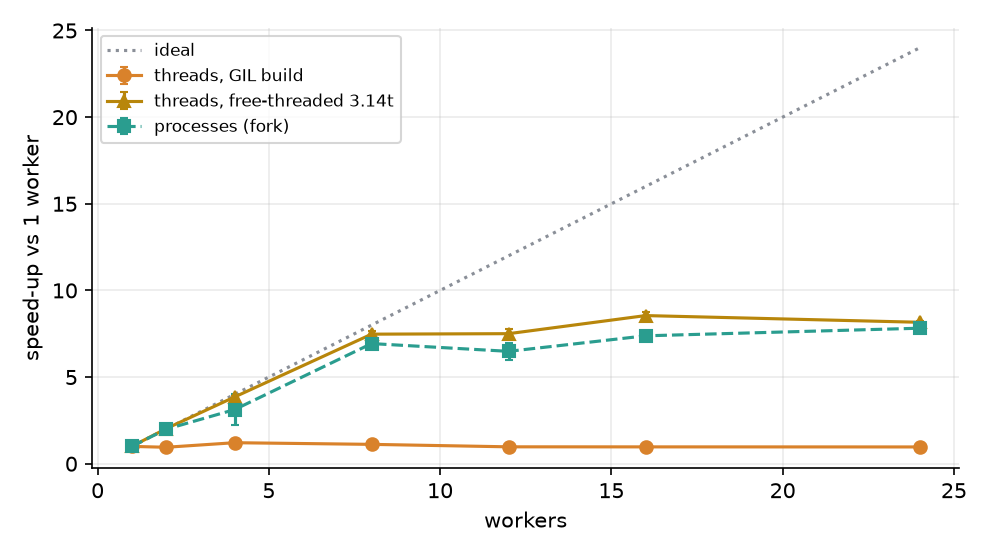 25
20
15
10
5
0
speed-up vs 1 worker
ideal
threads, GIL build
threads, free-threaded 3.14t
processes (fork)
0 5 10 15 20 25
workers